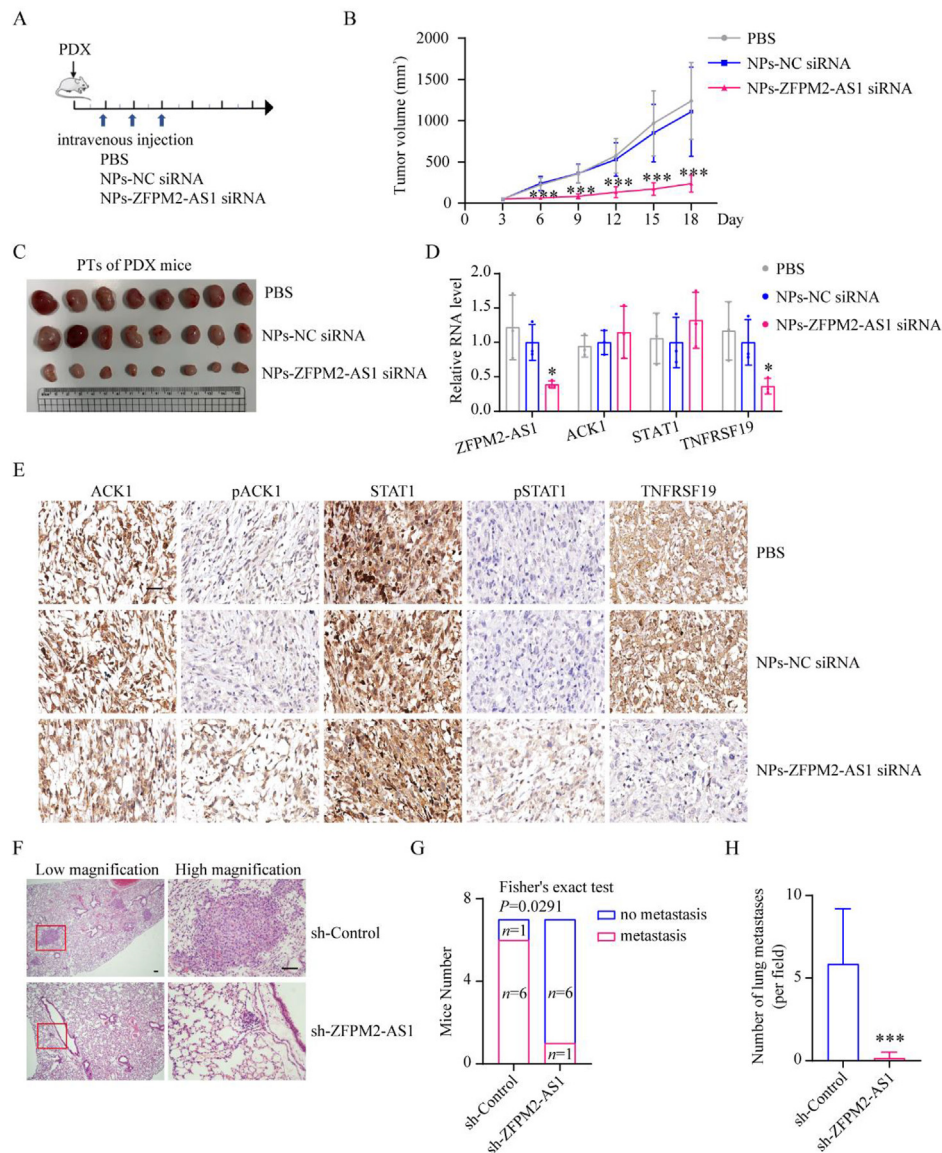 A
PDX
intravenous injection
PBS
NPs-NC siRNA
NPs-ZFPM2-AS1 siRNA
B
Tumor volume (mm³)
2000
1500
1000
500
0
0
3
6
9
12
15
18
Day
***
***
***
***
***
PBS
NPs-NC siRNA
NPs-ZFPM2-AS1 siRNA
C
PTs of PDX mice
PBS
NPs-NC siRNA
NPs-ZFPM2-AS1 siRNA
D
Relative RNA level
2.0
1.5
1.0
0.5
0.0
*
*
ZFPM2-AS1
ACK1
STAT1
TNFRSF19
PBS
NPs-NC siRNA
NPs-ZFPM2-AS1 siRNA
E
ACK1
pACK1
STAT1
pSTAT1
TNFRSF19
PBS
NPs-NC siRNA
NPs-ZFPM2-AS1 siRNA
F
Low magnification
High magnification
sh-Control
sh-ZFPM2-AS1
G
Fisher's exact test
P=0.0291
Mice Number
8
4
0
n=1
n=6
n=6
n=1
no metastasis
metastasis
sh-Control
sh-ZFPM2-AS1
H
Number of lung metastases
(per field)
10
5
0
***
sh-Control
sh-ZFPM2-AS1